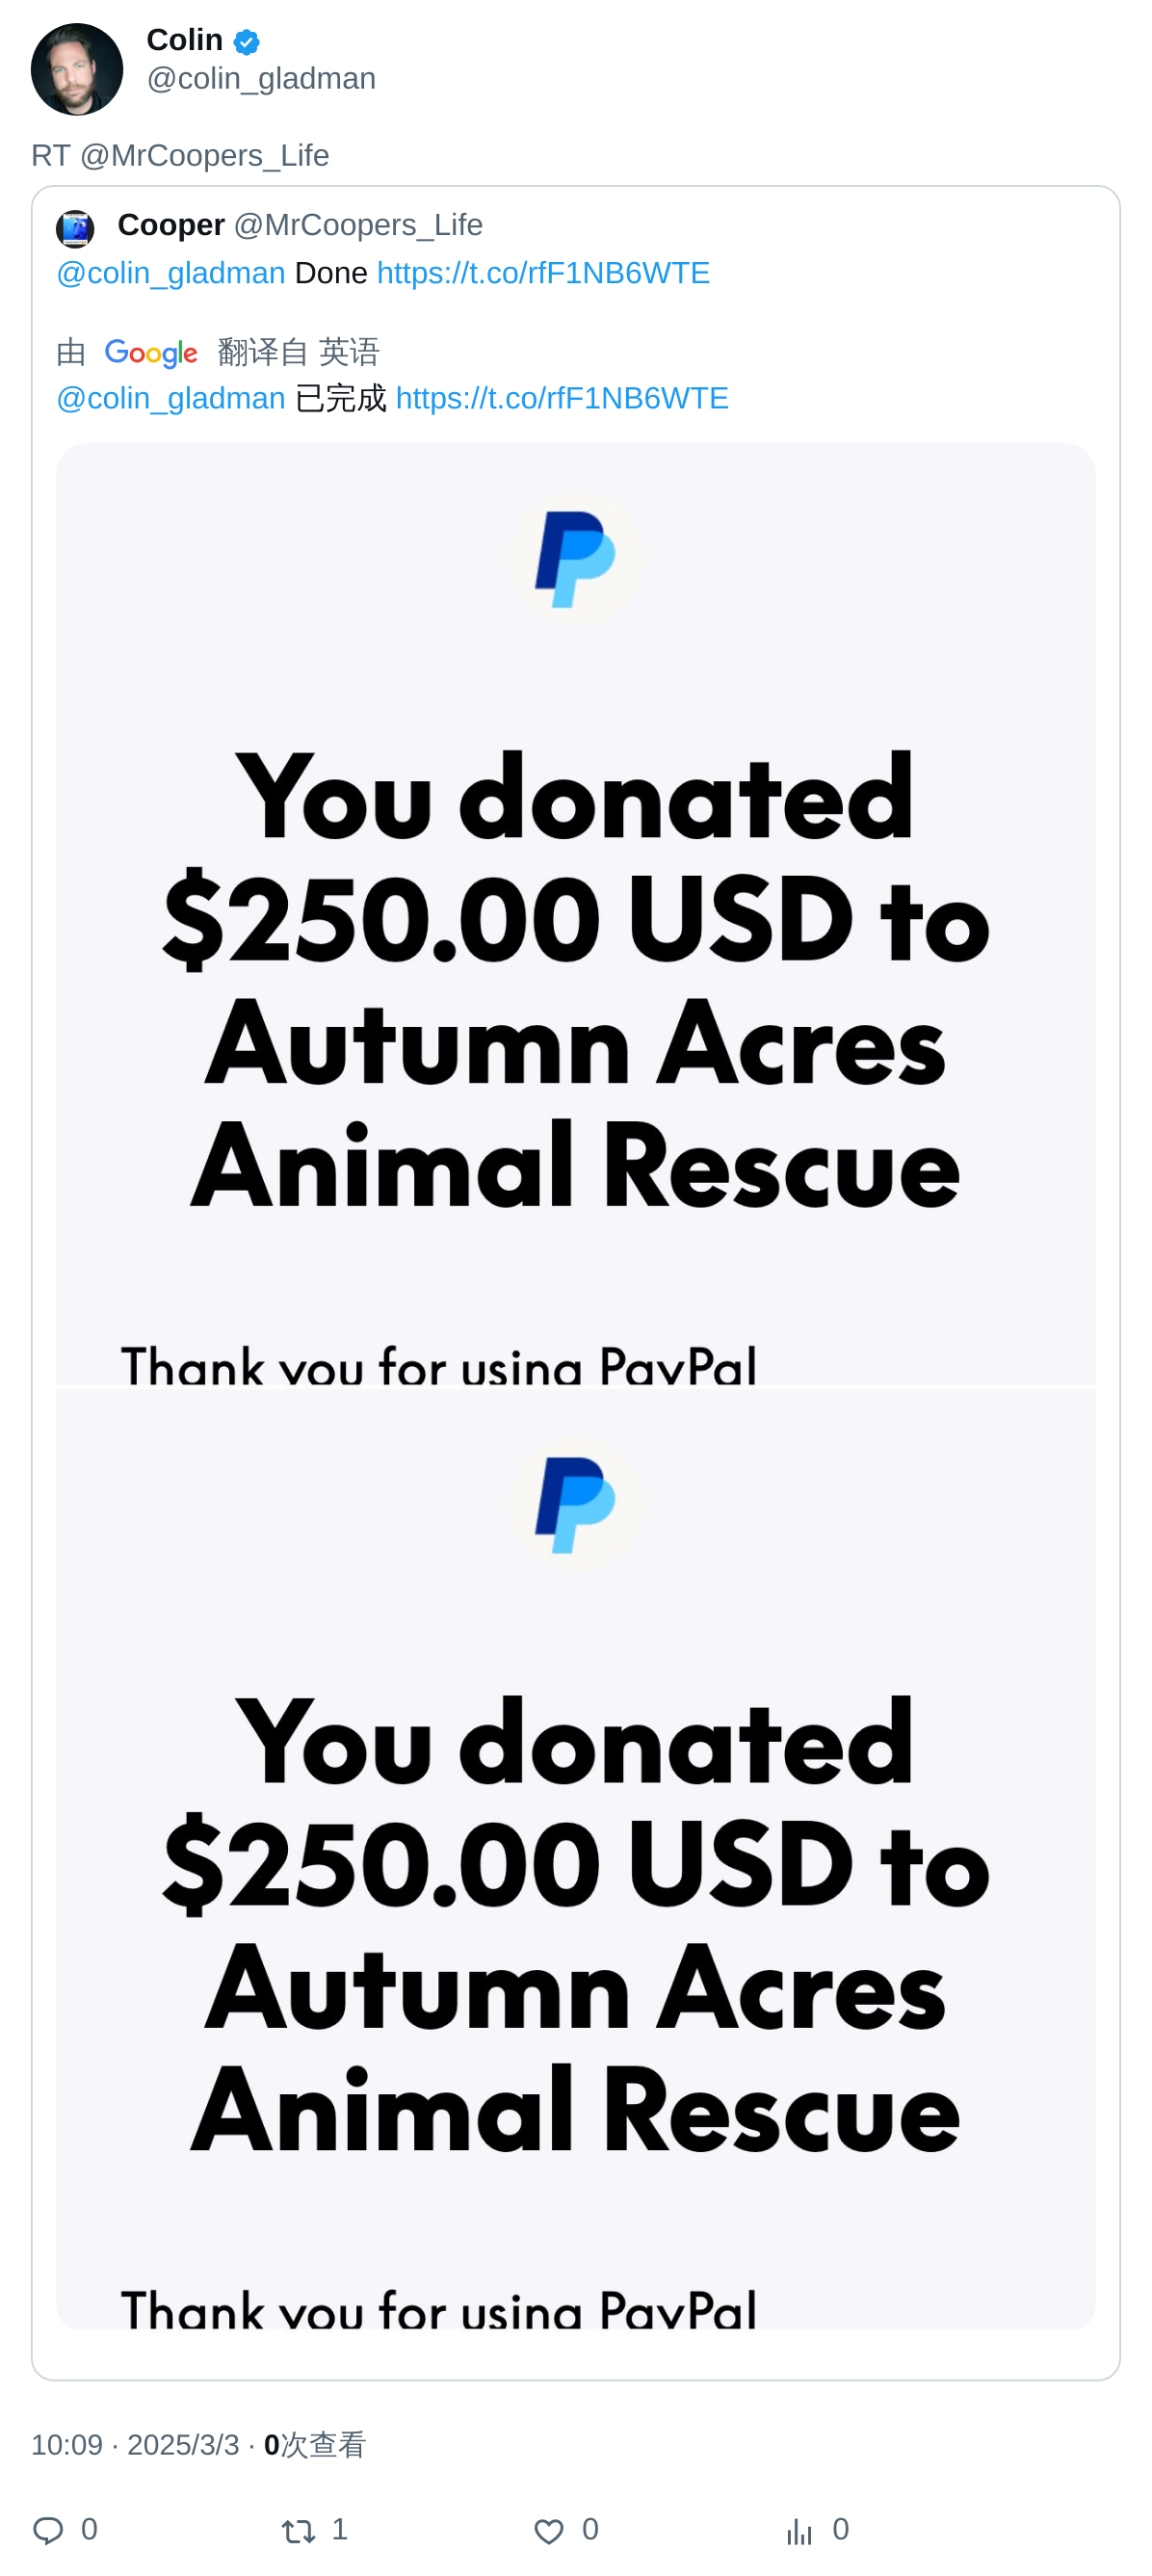 Colin
@colin_gladman
RT @MrCoopers_Life
Cooper @MrCoopers_Life
@colin_gladman Done https://t.co/rfF1NB6WTE
由 Google 翻译自 英语
@colin_gladman 已完成 https://t.co/rfF1NB6WTE
You donated
$250.00 USD to
Autumn Acres
Animal Rescue
Thank you for using PayPal
You donated
$250.00 USD to
Autumn Acres
Animal Rescue
Thank you for using PayPal
10:09 · 2025/3/3 · 0次查看
0 1 0 0